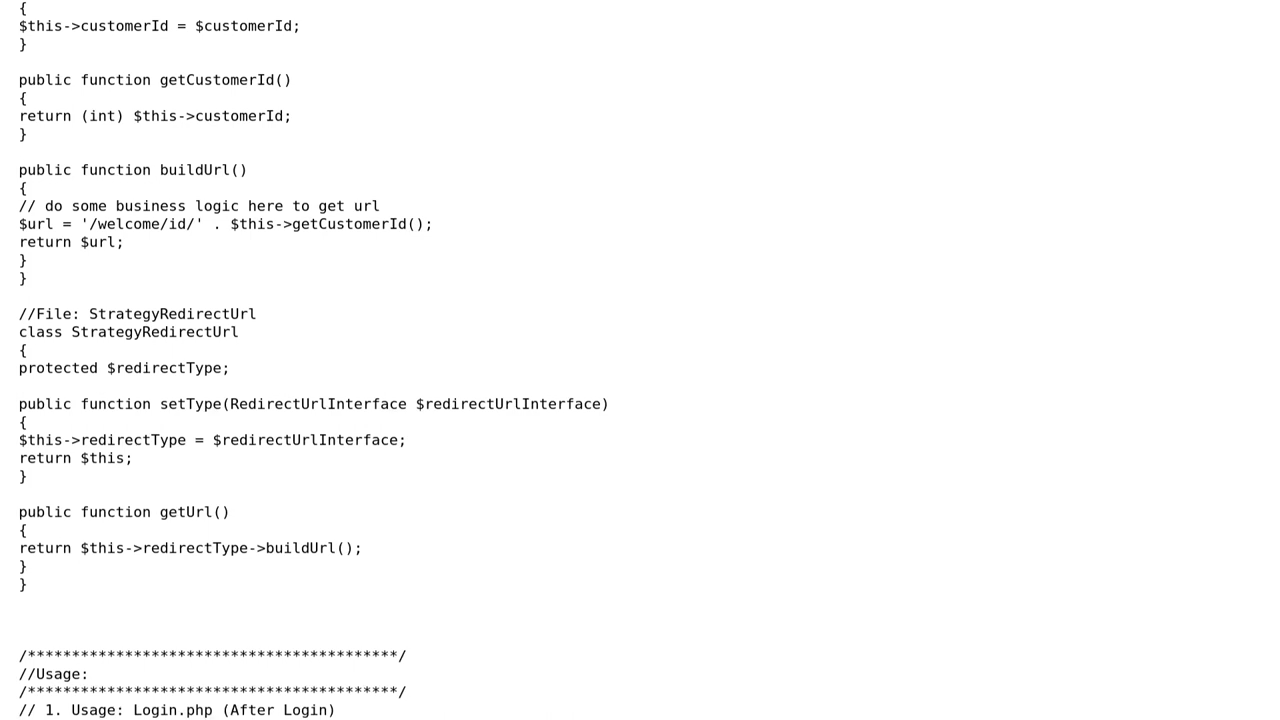 {
$this->customerId = $customerId;
}
public function getCustomerId()
{
return (int) $this->customerId;
}
public function buildUrl()
{
// do some business logic here to get url
$url = '/welcome/id/' . $this->getCustomerId();
return $url;
}
}
//File: StrategyRedirectUrl
class StrategyRedirectUrl
{
protected $redirectType;
public function setType(RedirectUrlInterface $redirectUrlInterface)
{
$this->redirectType = $redirectUrlInterface;
return $this;
}
public function getUrl()
{
return $this->redirectType->buildUrl();
}
}
/******************************************/
//Usage:
/******************************************/
// 1. Usage: Login.php (After Login)